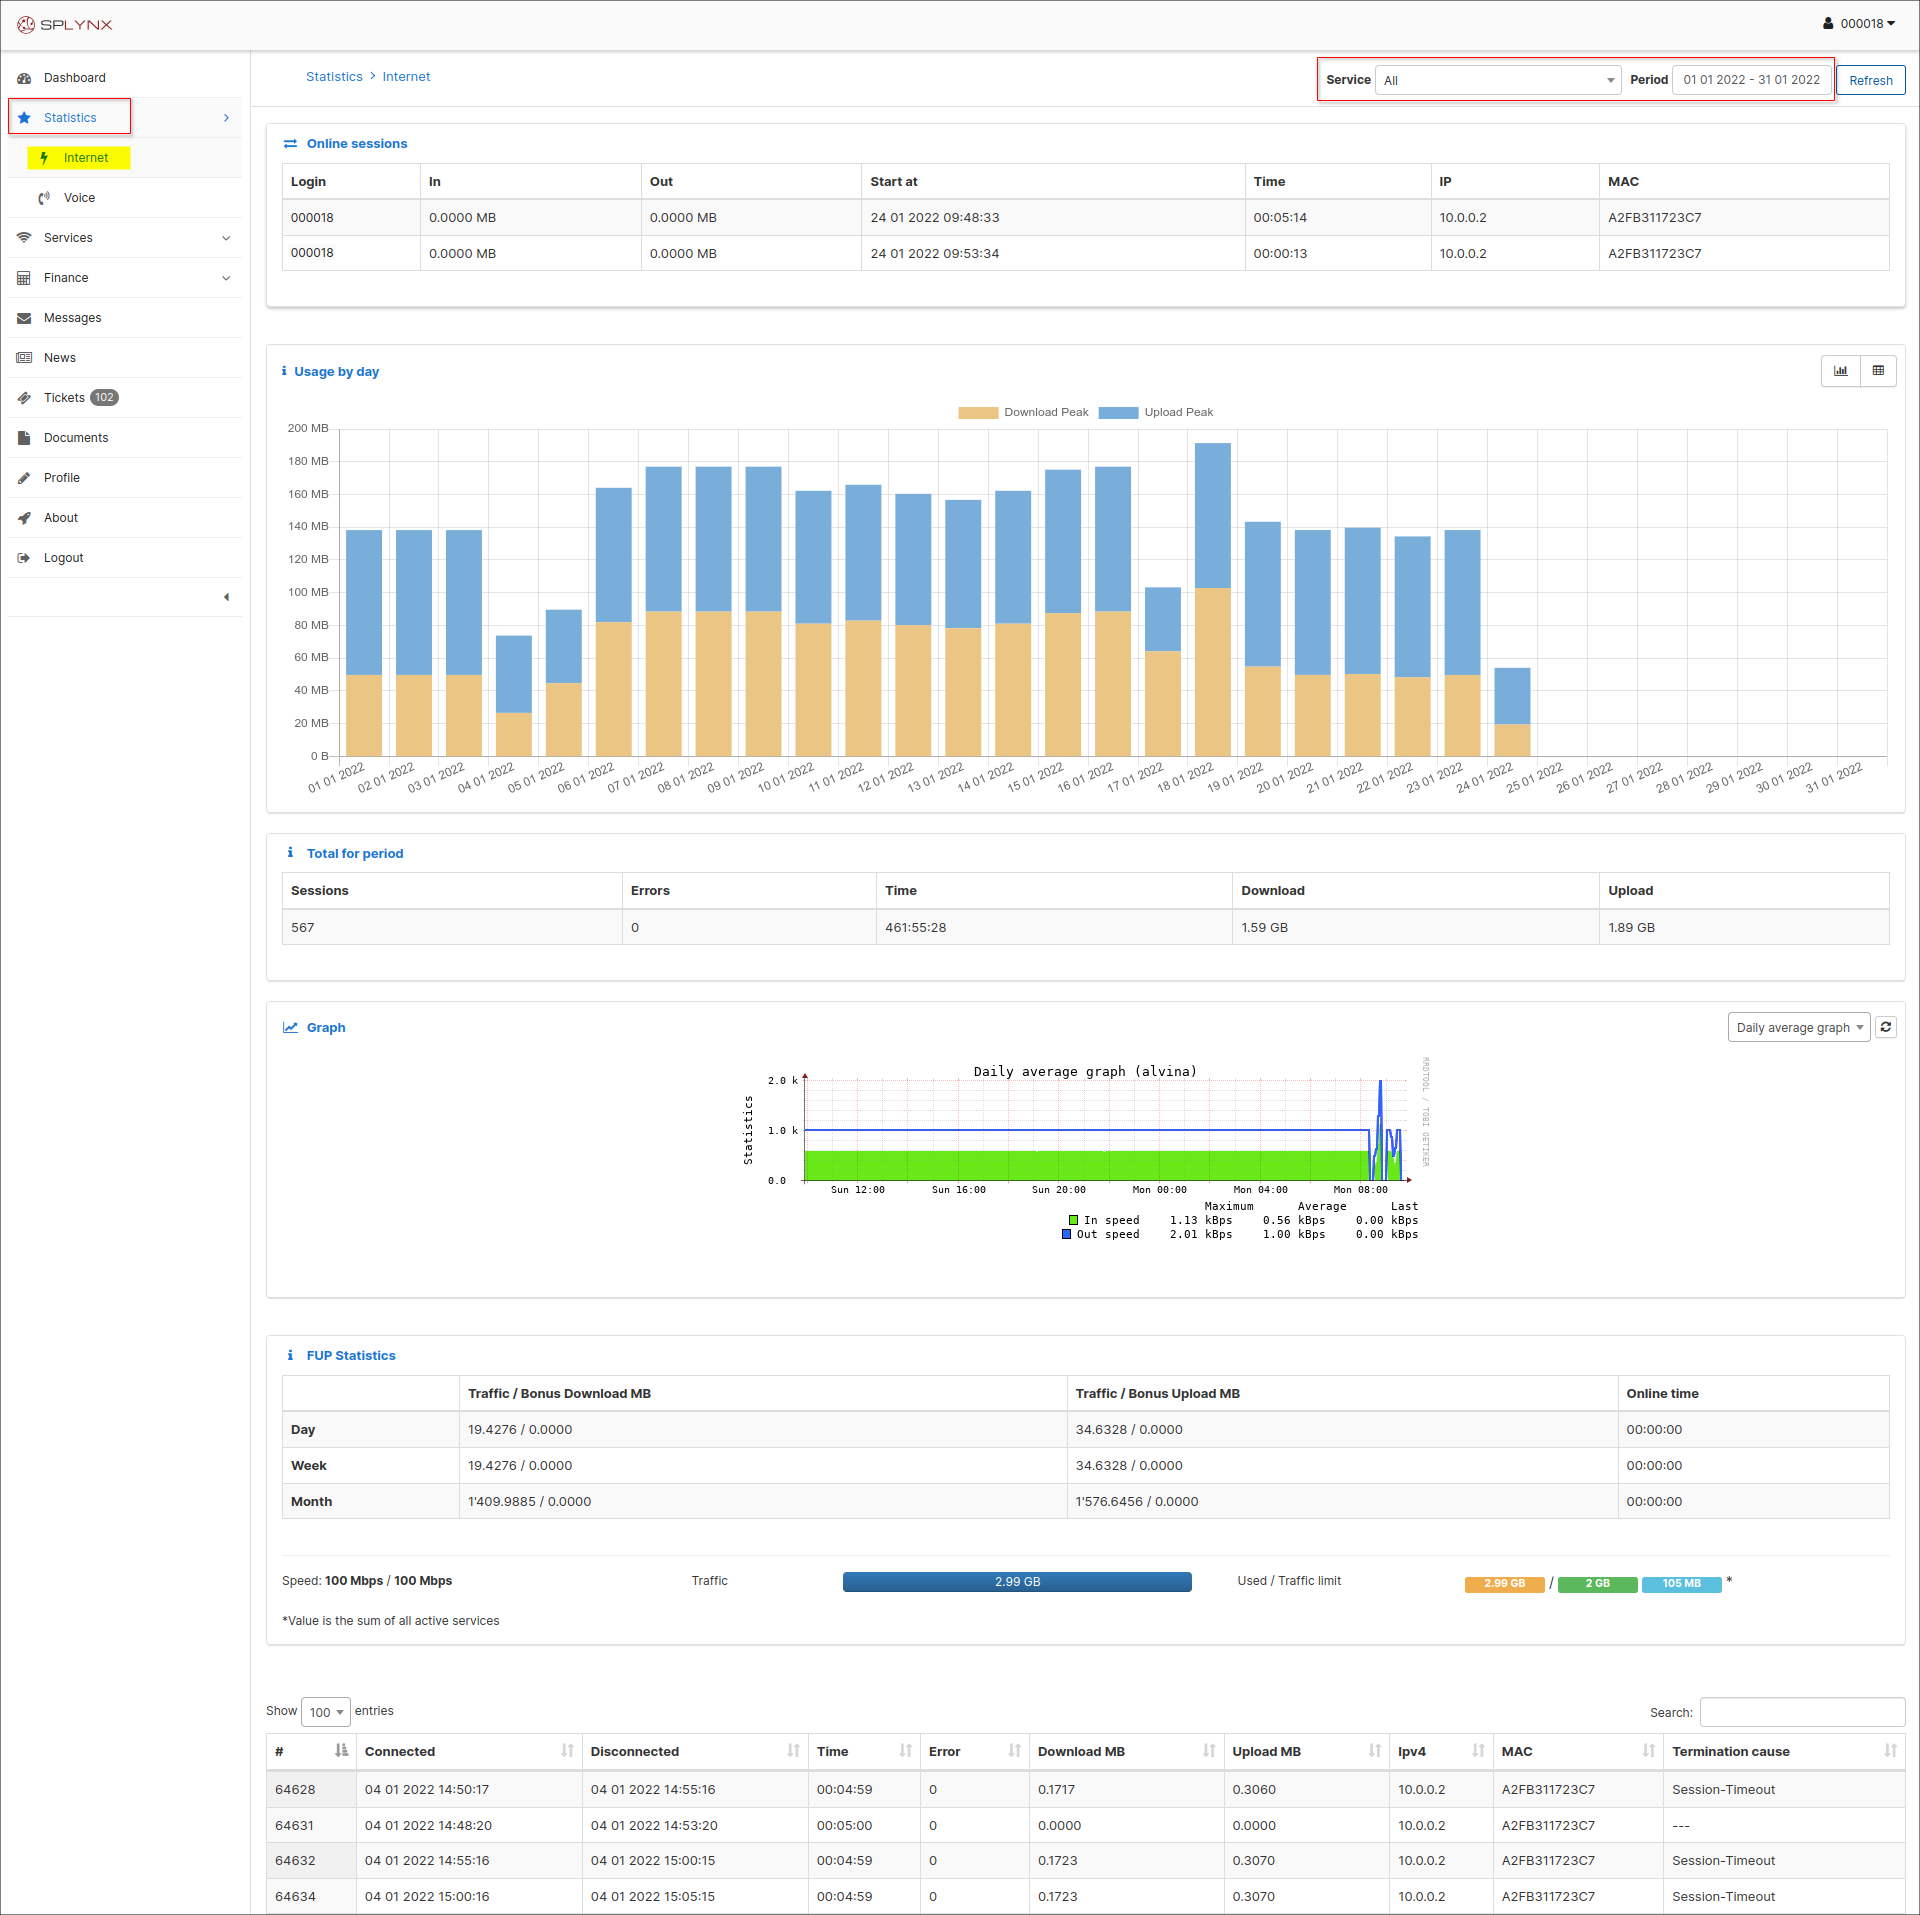 SPLYNX
000018
Dashboard
Statistics
Internet
Voice
Services
Finance
Messages
News
Tickets 102
Documents
Profile
About
Logout
Statistics > Internet
Service All Period 01 01 2022 - 31 01 2022 Refresh
Online sessions
Login In Out Start at Time IP MAC
000018 0.0000 MB 0.0000 MB 24 01 2022 09:48:33 00:05:14 10.0.0.2 A2FB311723C7
000018 0.0000 MB 0.0000 MB 24 01 2022 09:53:34 00:00:13 10.0.0.2 A2FB311723C7
Usage by day
Download Peak Upload Peak
200 MB
180 MB
160 MB
140 MB
120 MB
100 MB
80 MB
60 MB
40 MB
20 MB
0 B
01 01 2022 02 01 2022 03 01 2022 04 01 2022 05 01 2022 06 01 2022 07 01 2022 08 01 2022 09 01 2022 10 01 2022 11 01 2022 12 01 2022 13 01 2022 14 01 2022 15 01 2022 16 01 2022 17 01 2022 18 01 2022 19 01 2022 20 01 2022 21 01 2022 22 01 2022 23 01 2022 24 01 2022 25 01 2022 26 01 2022 27 01 2022 28 01 2022 29 01 2022 30 01 2022 31 01 2022
Total for period
Sessions Errors Time Download Upload
567 0 461:55:28 1.59 GB 1.89 GB
Graph
Daily average graph
Daily average graph (alvina)
RRDTOOL / TOBI OETIKER
Statistics
2.0 k
1.0 k
0.0
Sun 12:00 Sun 16:00 Sun 20:00 Mon 00:00 Mon 04:00 Mon 08:00
Maximum Average Last
In speed 1.13 kBps 0.56 kBps 0.00 kBps
Out speed 2.01 kBps 1.00 kBps 0.00 kBps
FUP Statistics
Traffic / Bonus Download MB Traffic / Bonus Upload MB Online time
Day 19.4276 / 0.0000 34.6328 / 0.0000 00:00:00
Week 19.4276 / 0.0000 34.6328 / 0.0000 00:00:00
Month 1'409.9885 / 0.0000 1'576.6456 / 0.0000 00:00:00
Speed: 100 Mbps / 100 Mbps Traffic 2.99 GB Used / Traffic limit 2.99 GB / 2 GB 105 MB *
*Value is the sum of all active services
Show 100 entries Search:
# Connected Disconnected Time Error Download MB Upload MB Ipv4 MAC Termination cause
64628 04 01 2022 14:50:17 04 01 2022 14:55:16 00:04:59 0 0.1717 0.3060 10.0.0.2 A2FB311723C7 Session-Timeout
64631 04 01 2022 14:48:20 04 01 2022 14:53:20 00:05:00 0 0.0000 0.0000 10.0.0.2 A2FB311723C7 ---
64632 04 01 2022 14:55:16 04 01 2022 15:00:15 00:04:59 0 0.1723 0.3070 10.0.0.2 A2FB311723C7 Session-Timeout
64634 04 01 2022 15:00:16 04 01 2022 15:05:15 00:04:59 0 0.1723 0.3070 10.0.0.2 A2FB311723C7 Session-Timeout